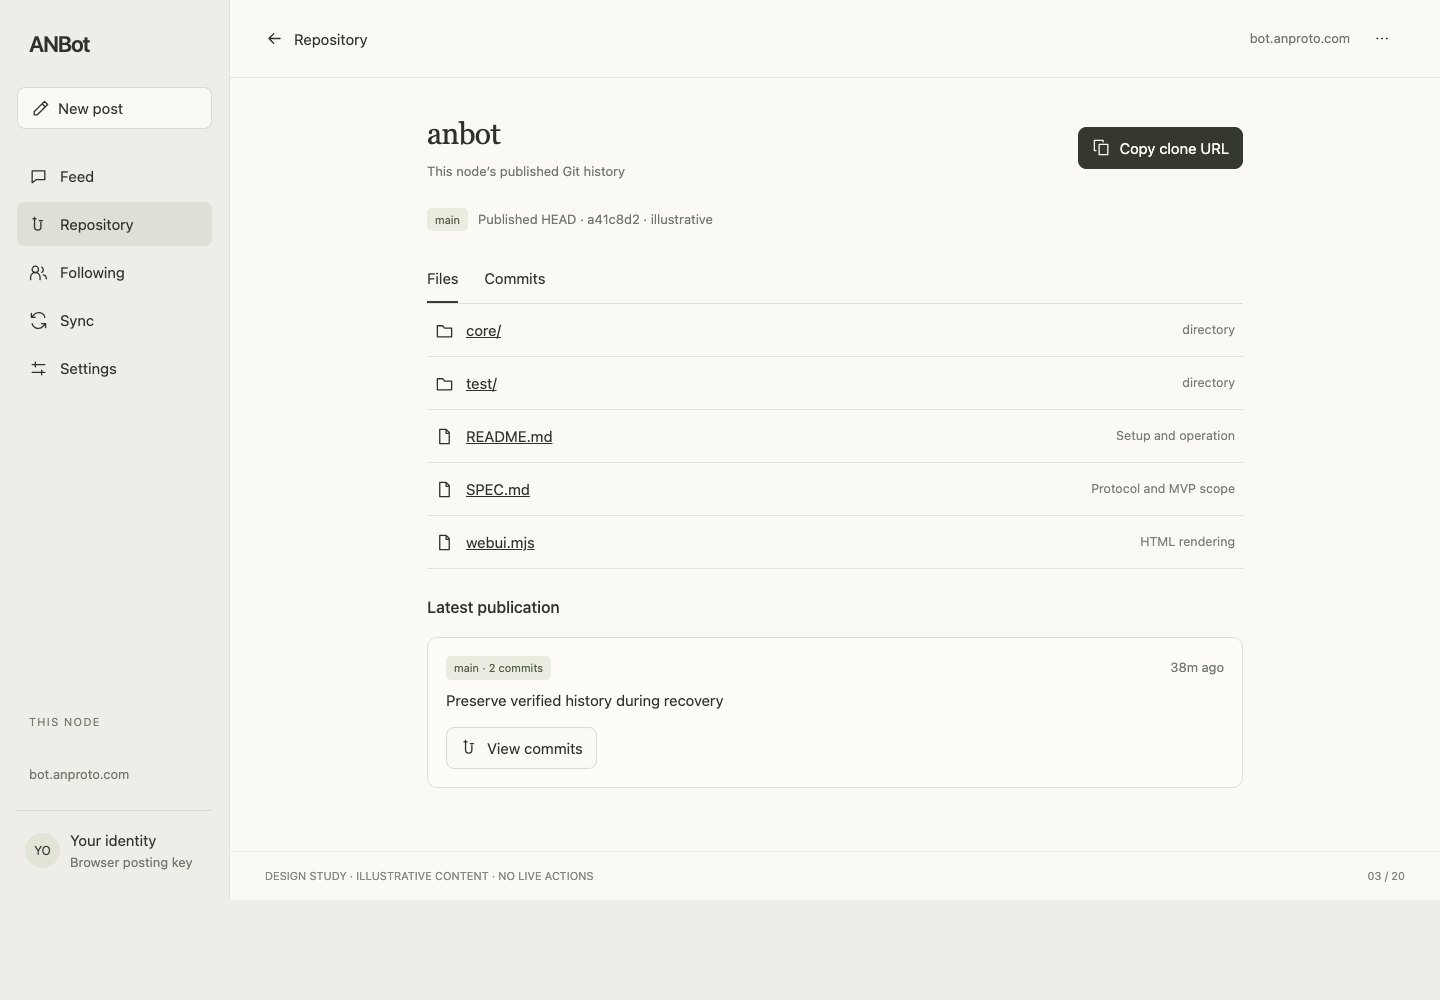 ANBot
New post
Feed
Repository
Following
Sync
Settings
THIS NODE
bot.anproto.com
YO
Your identity
Browser posting key
Repository
bot.anproto.com
anbot
This node’s published Git history
Copy clone URL
main
Published HEAD · a41c8d2 · illustrative
Files
Commits
core/
directory
test/
directory
README.md
Setup and operation
SPEC.md
Protocol and MVP scope
webui.mjs
HTML rendering
Latest publication
main · 2 commits
38m ago
Preserve verified history during recovery
View commits
DESIGN STUDY · ILLUSTRATIVE CONTENT · NO LIVE ACTIONS
03 / 20